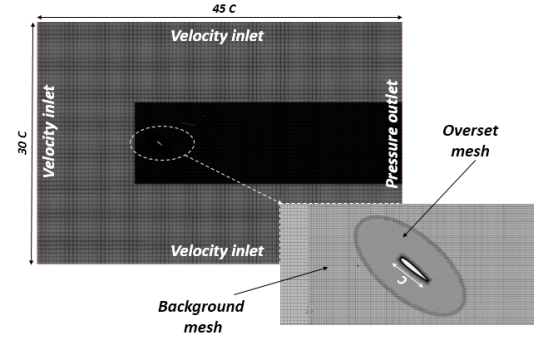 45 C
Velocity inlet
30 C
Velocity inlet
Pressure outlet
Overset
mesh
Velocity inlet
C
Background
mesh